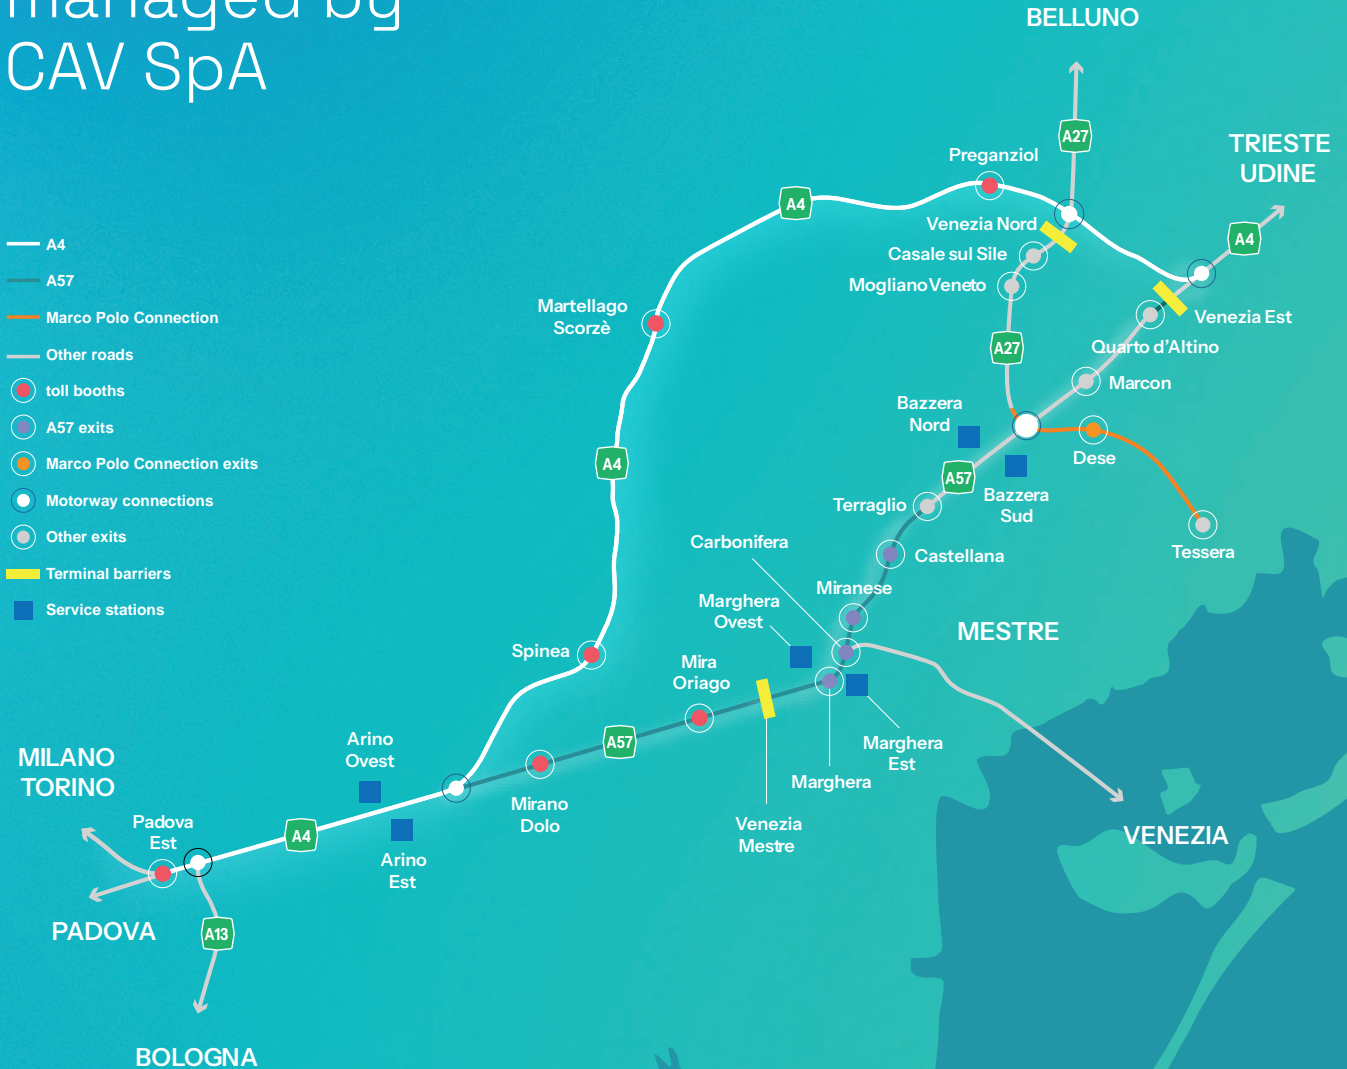 managed by
CAV SpA
A4
A57
Marco Polo Connection
Other roads
toll booths
A57 exits
Marco Polo Connection exits
Motorway connections
Other exits
Terminal barriers
Service stations
BELLUNO
A27
TRIESTE
UDINE
Preganziol
A4
Venezia Nord
A4
Casale sul Sile
Mogliano Veneto
Martellago
Scorzè
Venezia Est
A27
Quarto d'Altino
Marcon
Bazzera
Nord
Dese
A4
A57
Bazzera
Sud
Terraglio
Tessera
Carbonifera
Castellana
Miranese
Marghera
Ovest
MESTRE
Spinea
Mira
Oriago
A57
Marghera
Est
Marghera
Arino
Ovest
MILANO
TORINO
Mirano
Dolo
Venezia
Mestre
VENEZIA
Padova
Est
A4
Arino
Est
PADOVA
A13
BOLOGNA